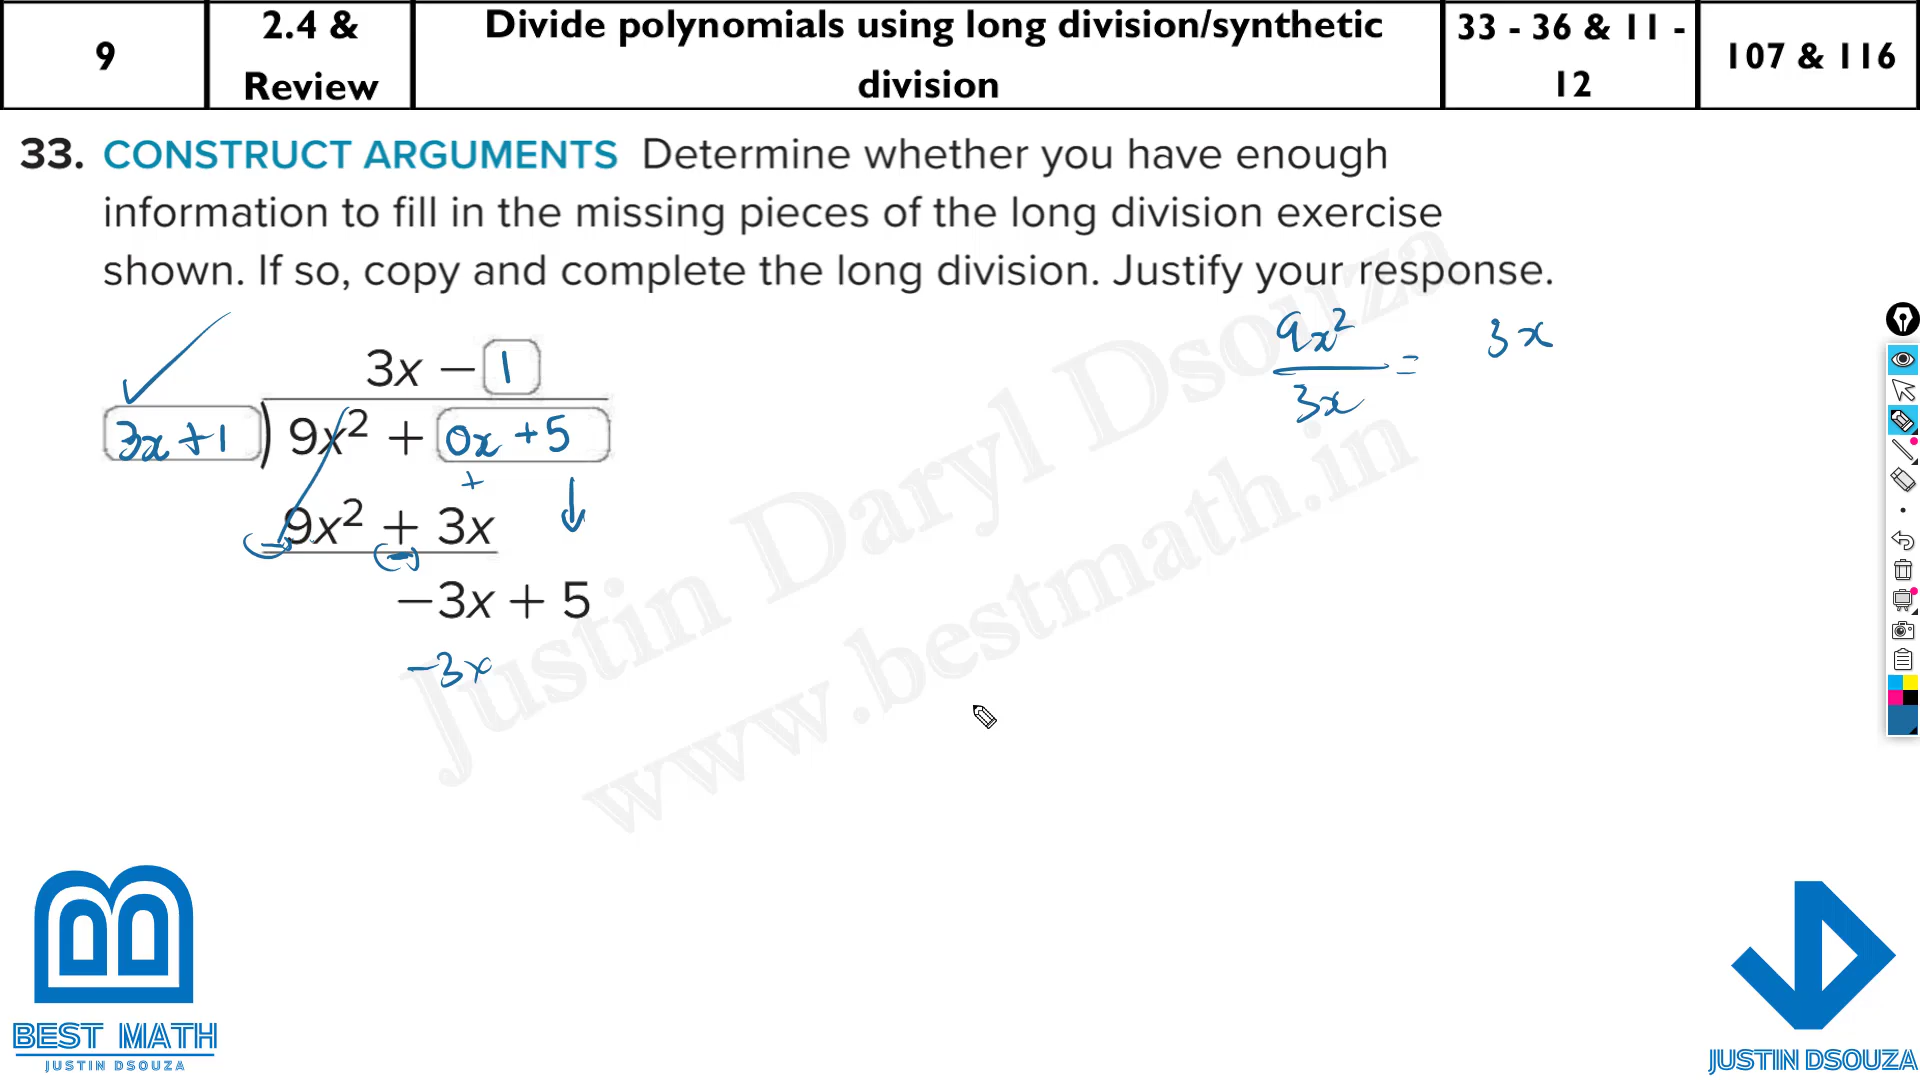 9
2.4 &
Review
Divide polynomials using long division/synthetic
division
33 - 36 & 11 -
12
107 & 116
33. CONSTRUCT ARGUMENTS Determine whether you have enough
information to fill in the missing pieces of the long division exercise
shown. If so, copy and complete the long division. Justify your response.
3x − 1
3x + 1 ) 9x² + 0x + 5
+
9x² + 3x
(−) (−)
−3x + 5
−3x
9x²/3x = 3x
Justin Daryl Dsouza
www.bestmath.in
BEST MATH
JUSTIN DSOUZA
JUSTIN DSOUZA